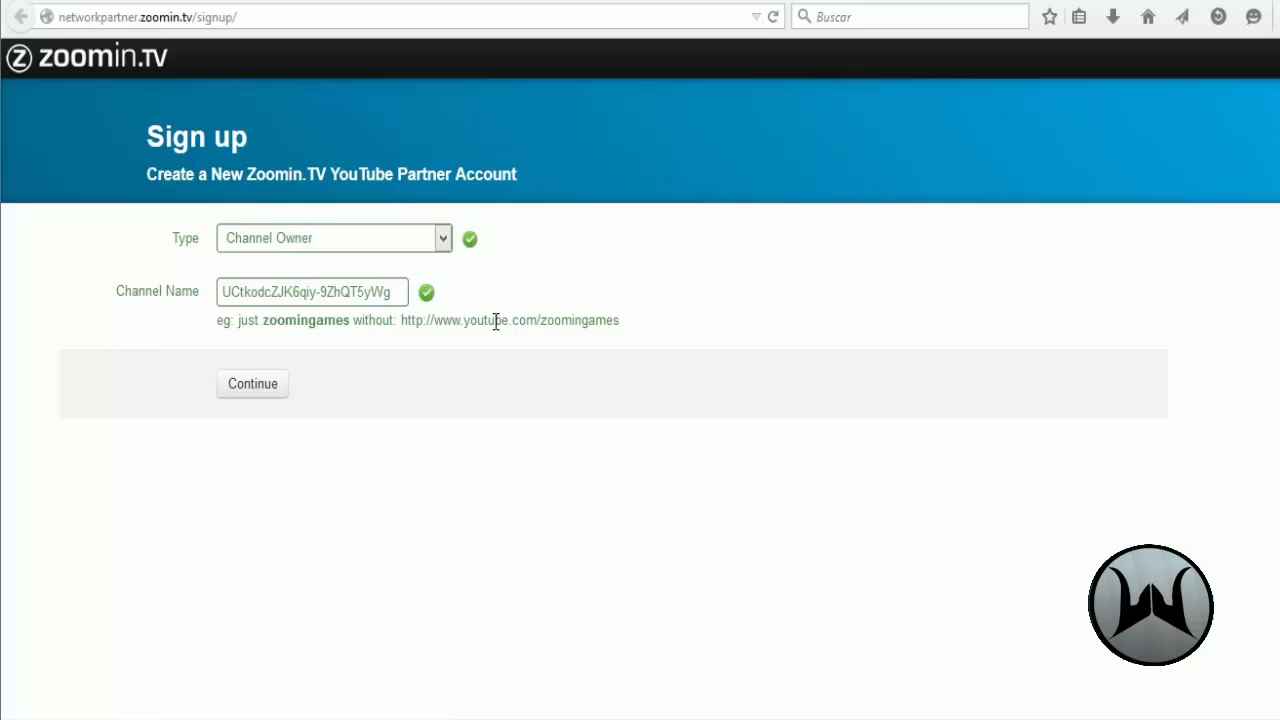 networkpartner.zoomin.tv/signup/
Buscar
zoomin.TV
Sign up
Create a New Zoomin.TV YouTube Partner Account
Type
Channel Owner
Channel Name
UCtkodcZJK6qiy-9ZhQT5yWg
eg: just zoomingames without: http://www.youtube.com/zoomingames
Continue